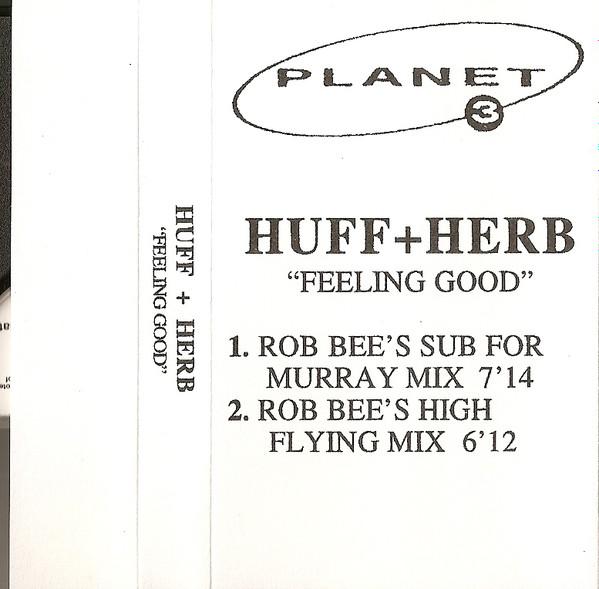 PLANET
3
HUFF + HERB
"FEELING GOOD"
HUFF+HERB
“FEELING GOOD”
1. ROB BEE’S SUB FOR
MURRAY MIX 7’14
2. ROB BEE’S HIGH
FLYING MIX 6’12